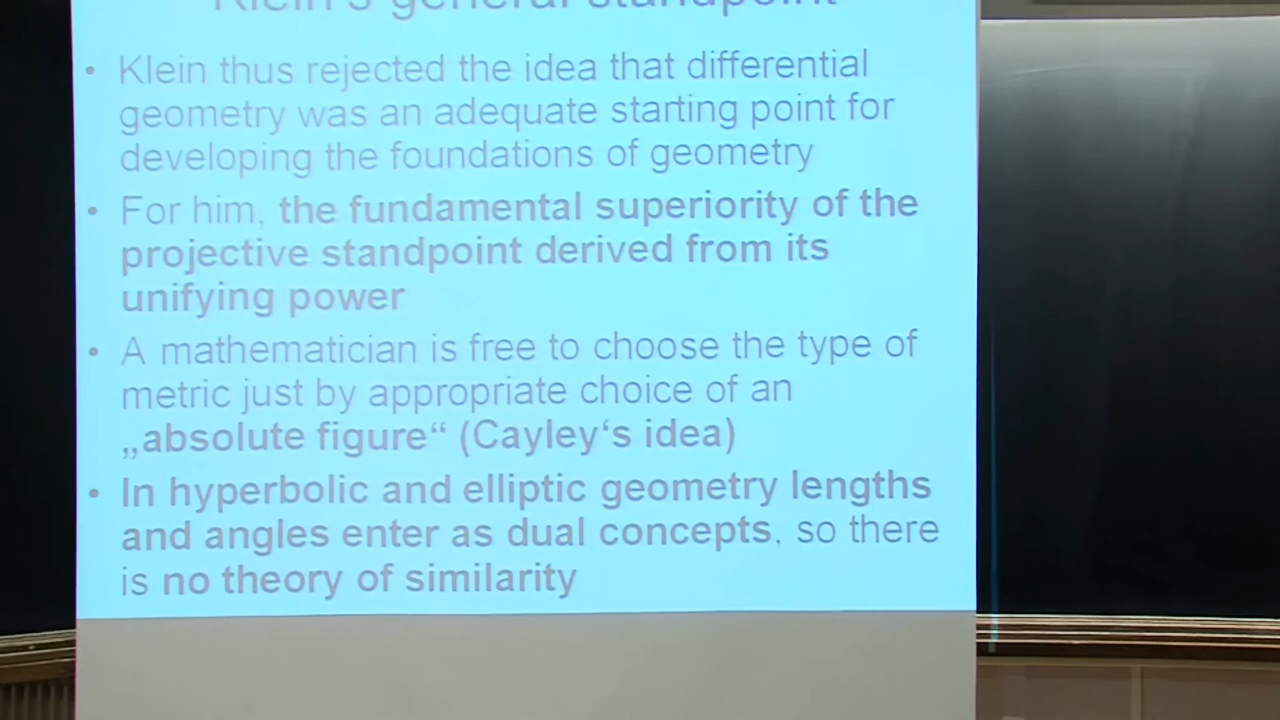 Klein's general standpoint
• Klein thus rejected the idea that differential
geometry was an adequate starting point for
developing the foundations of geometry
• For him, the fundamental superiority of the
projective standpoint derived from its
unifying power
• A mathematician is free to choose the type of
metric just by appropriate choice of an
„absolute figure“ (Cayley‘s idea)
• In hyperbolic and elliptic geometry lengths
and angles enter as dual concepts, so there
is no theory of similarity